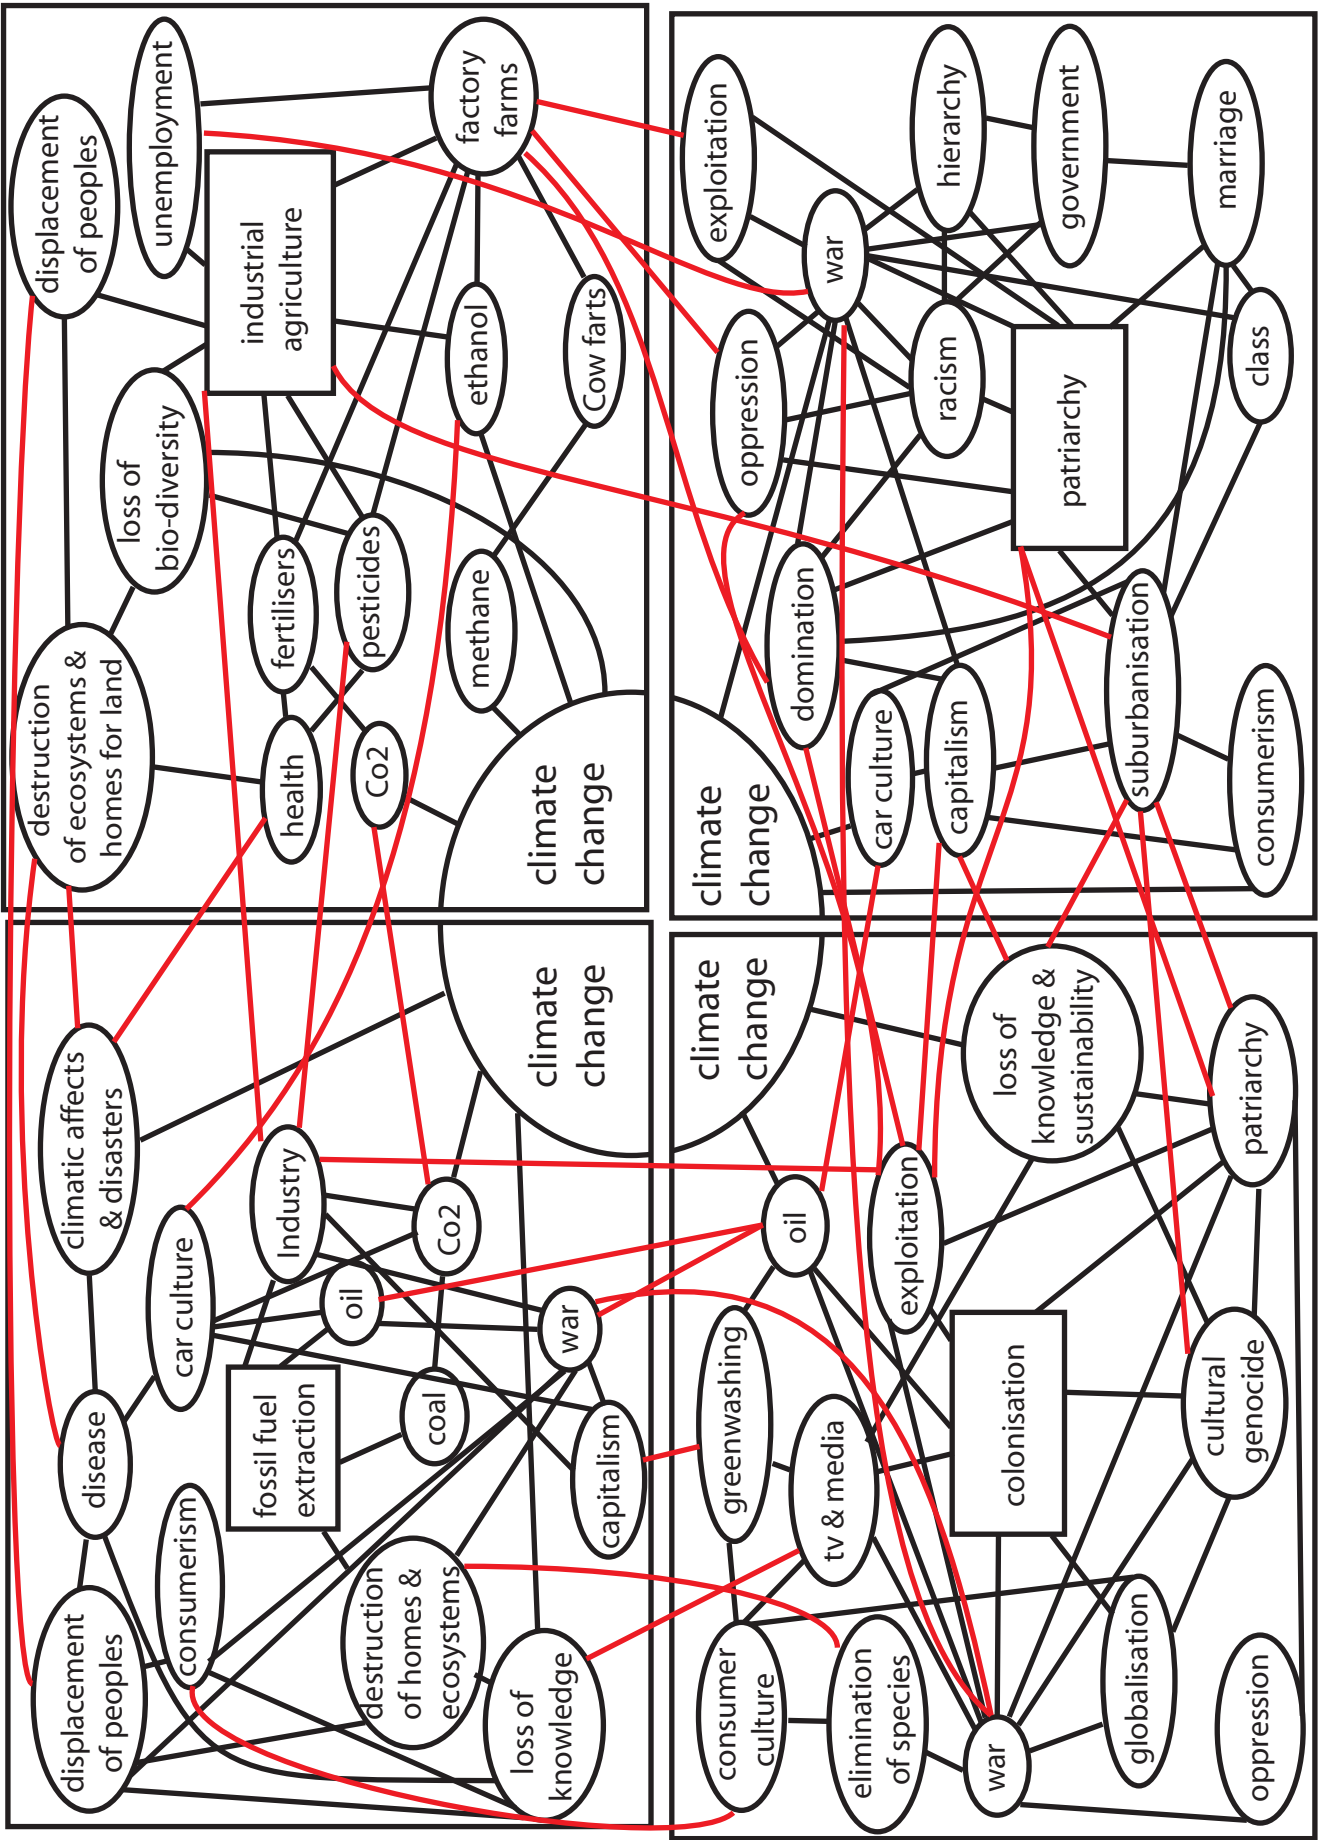 displacement
of peoples
disease
climatic affects
& disasters
consumerism
car culture
fossil fuel
extraction
Industry
oil
destruction
of homes &
ecosystems
coal
Co2
loss of
knowledge
capitalism
war
climate
change
destruction
of ecosystems &
homes for land
displacement
of peoples
loss of
bio-diversity
unemployment
health
fertilisers
industrial
agriculture
Co2
pesticides
methane
ethanol
factory
farms
Cow farts
climate
change
consumer
culture
greenwashing
oil
climate
change
elimination
of species
tv & media
exploitation
war
colonisation
loss of
knowledge &
sustainability
globalisation
cultural
genocide
patriarchy
oppression
climate
change
domination
oppression
exploitation
car culture
war
capitalism
racism
hierarchy
suburbanisation
patriarchy
government
consumerism
class
marriage